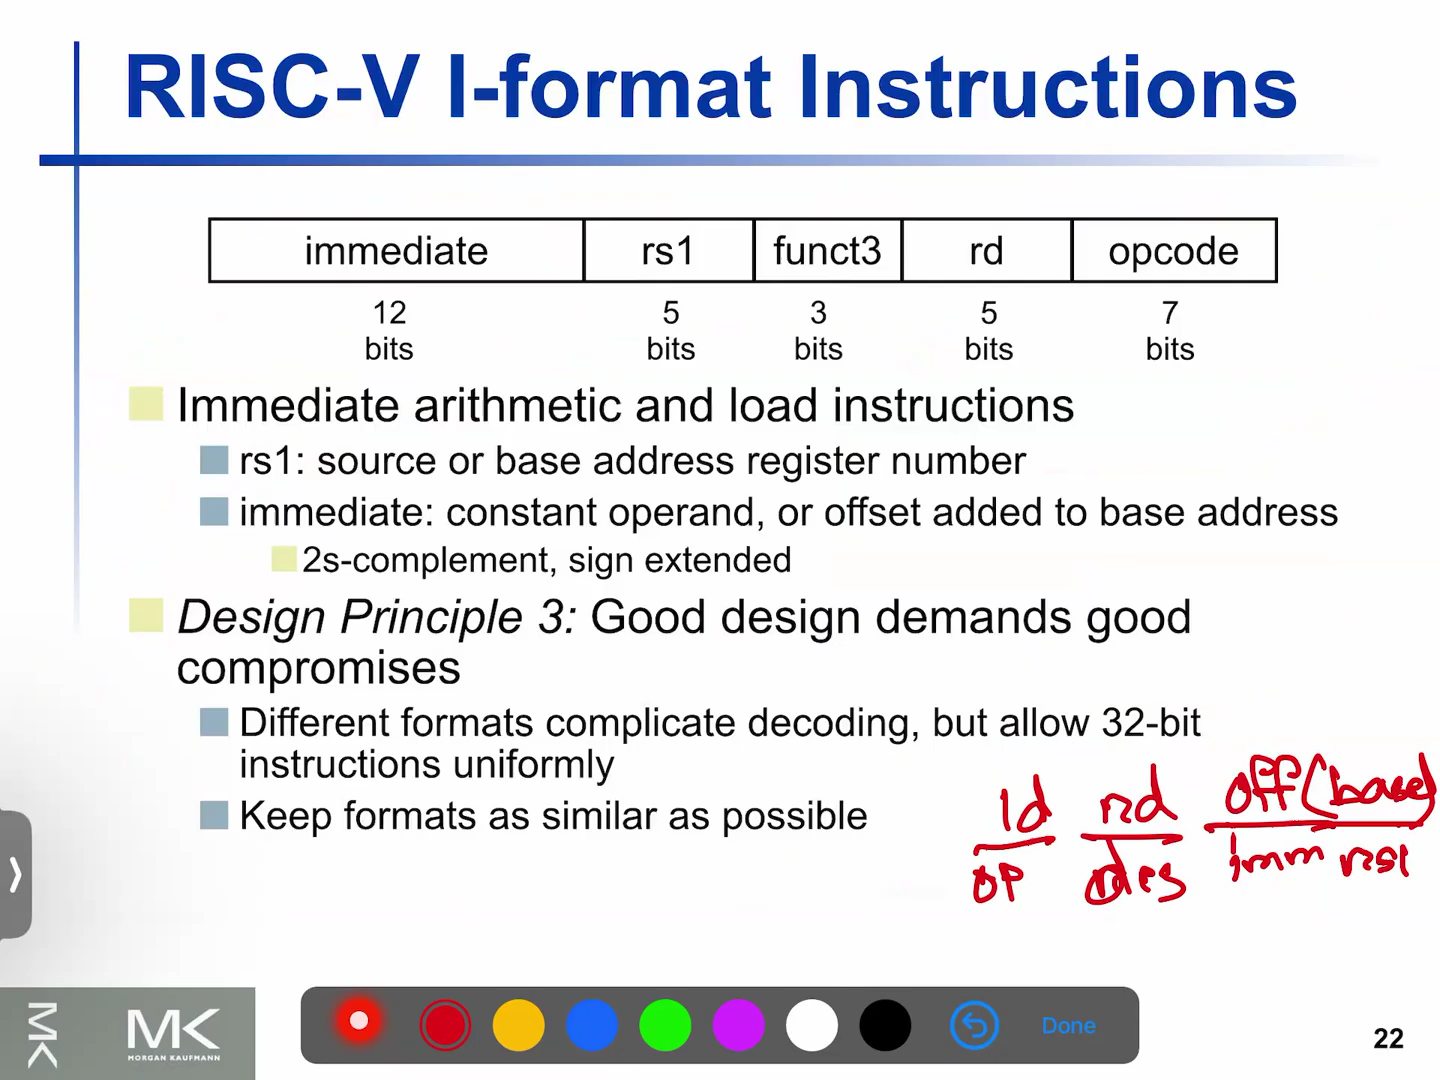 RISC-V I-format Instructions
immediate rs1 funct3 rd opcode
12 5 3 5 7
bits bits bits bits bits
Immediate arithmetic and load instructions
rs1: source or base address register number
immediate: constant operand, or offset added to base address
2s-complement, sign extended
Design Principle 3: Good design demands good
compromises
Different formats complicate decoding, but allow 32-bit
instructions uniformly
Keep formats as similar as possible
ld rd off(base)
op des imm rs1
MK
MK
MORGAN KAUFMANN
Done
22